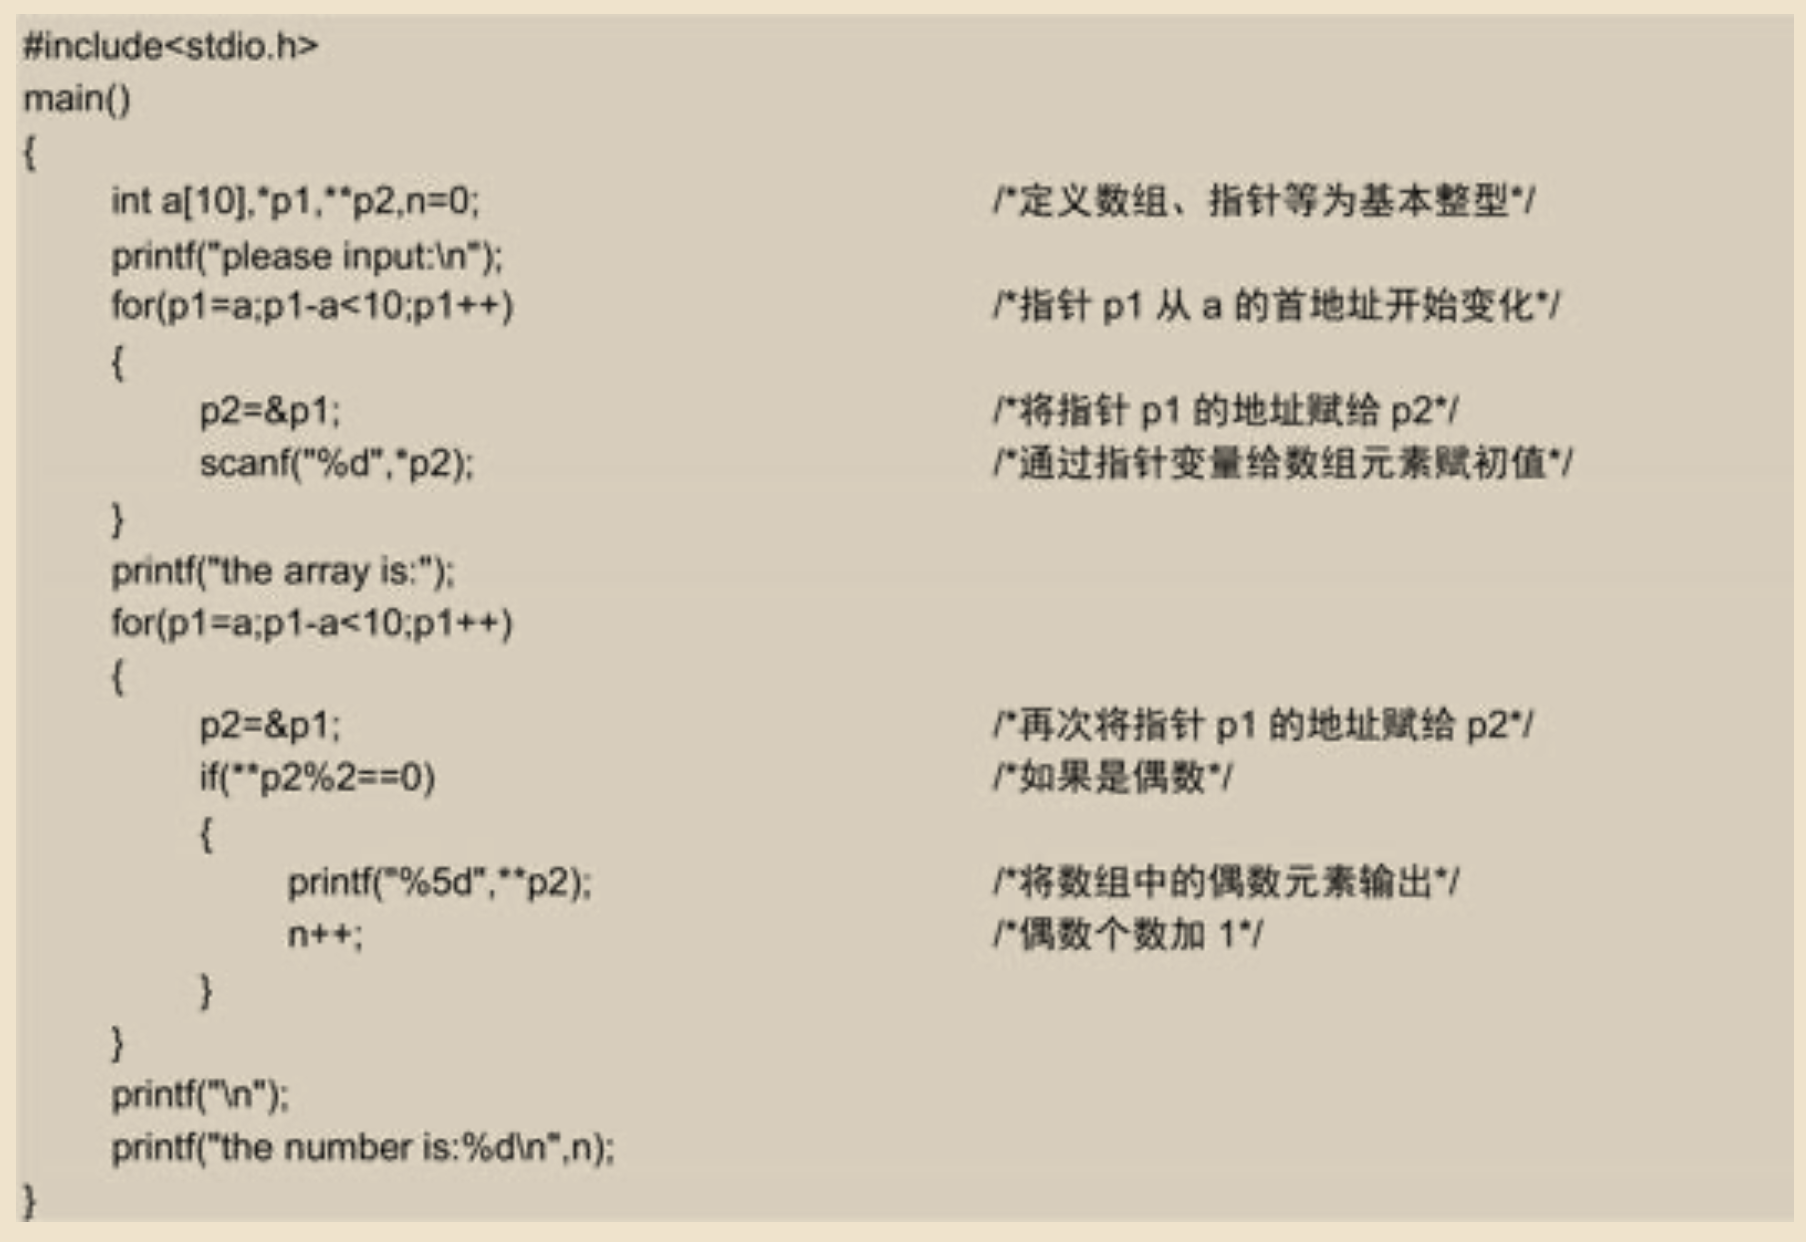 #include<stdio.h>
main()
{
int a[10],*p1,**p2,n=0; /*定义数组、指针等为基本整型*/
printf("please input:\n");
for(p1=a;p1-a<10;p1++) /*指针 p1 从 a 的首地址开始变化*/
{
p2=&p1; /*将指针 p1 的地址赋给 p2*/
scanf("%d",*p2); /*通过指针变量给数组元素赋初值*/
}
printf("the array is:");
for(p1=a;p1-a<10;p1++)
{
p2=&p1; /*再次将指针 p1 的地址赋给 p2*/
if(**p2%2==0) /*如果是偶数*/
{
printf("%5d",**p2); /*将数组中的偶数元素输出*/
n++; /*偶数个数加 1*/
}
}
printf("\n");
printf("the number is:%d\n",n);
}